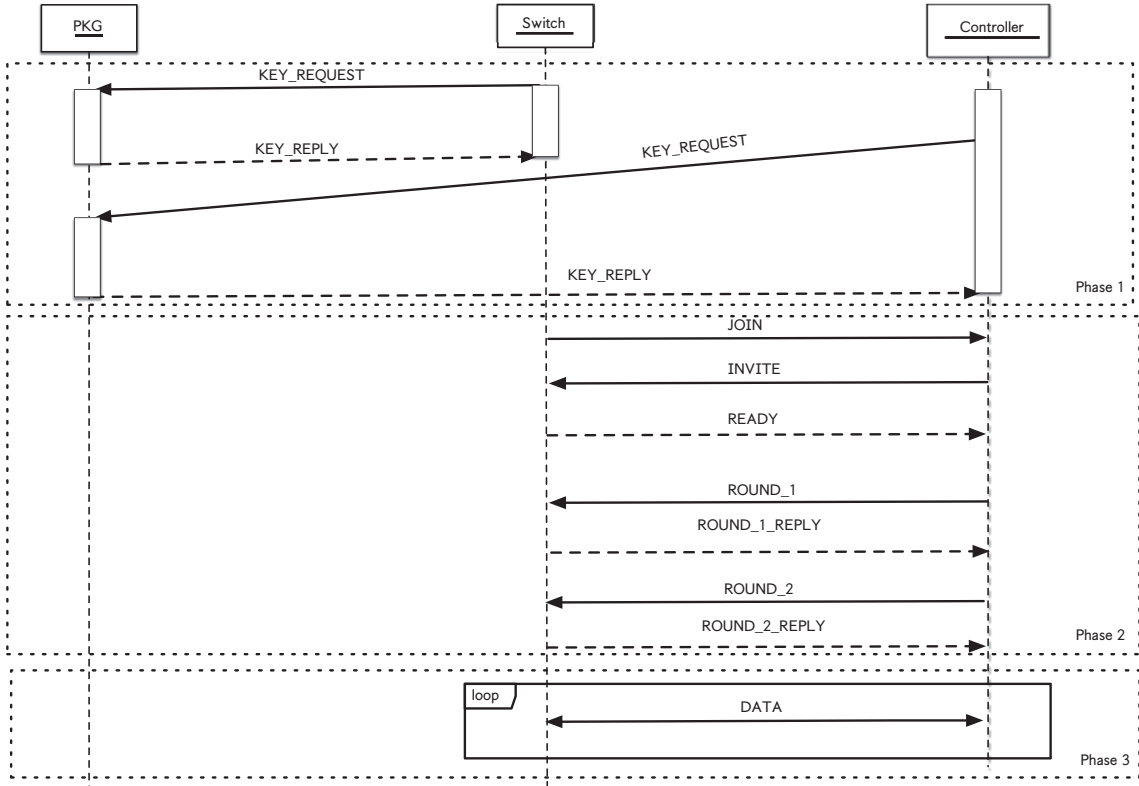 PKG
Switch
Controller
KEY_REQUEST
KEY_REPLY
KEY_REQUEST
KEY_REPLY
Phase 1
JOIN
INVITE
READY
ROUND_1
ROUND_1_REPLY
ROUND_2
ROUND_2_REPLY
Phase 2
loop
DATA
Phase 3